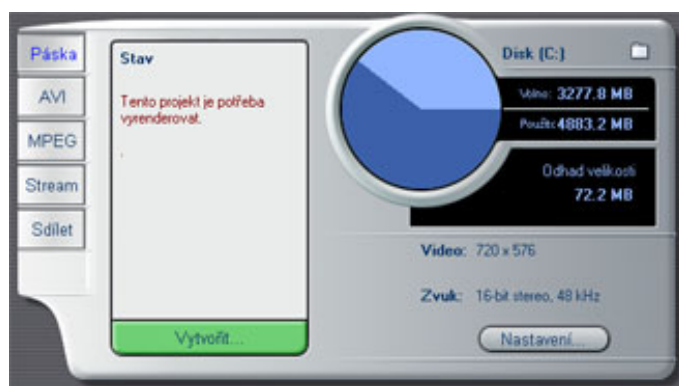 Páska
AVI
MPEG
Stream
Sdílet
Stav
Tento projekt je potřeba
vyrenderovat.
Vytvořit...
Disk (C:)
Volno: 3277.8 MB
Použito: 4883.2 MB
Odhad velikosti
72.2 MB
Video: 720 x 576
Zvuk: 16-bit stereo, 48 kHz
Nastavení...